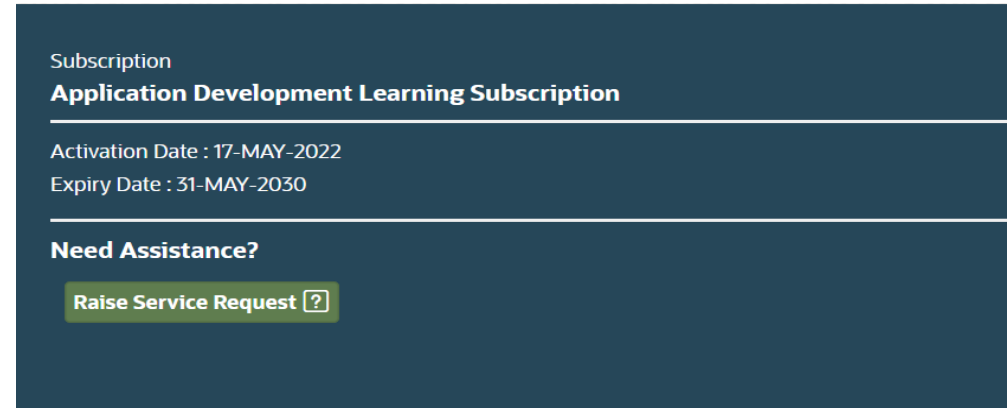 Subscription
Application Development Learning Subscription
Activation Date : 17-MAY-2022
Expiry Date : 31-MAY-2030
Need Assistance?
Raise Service Request ?